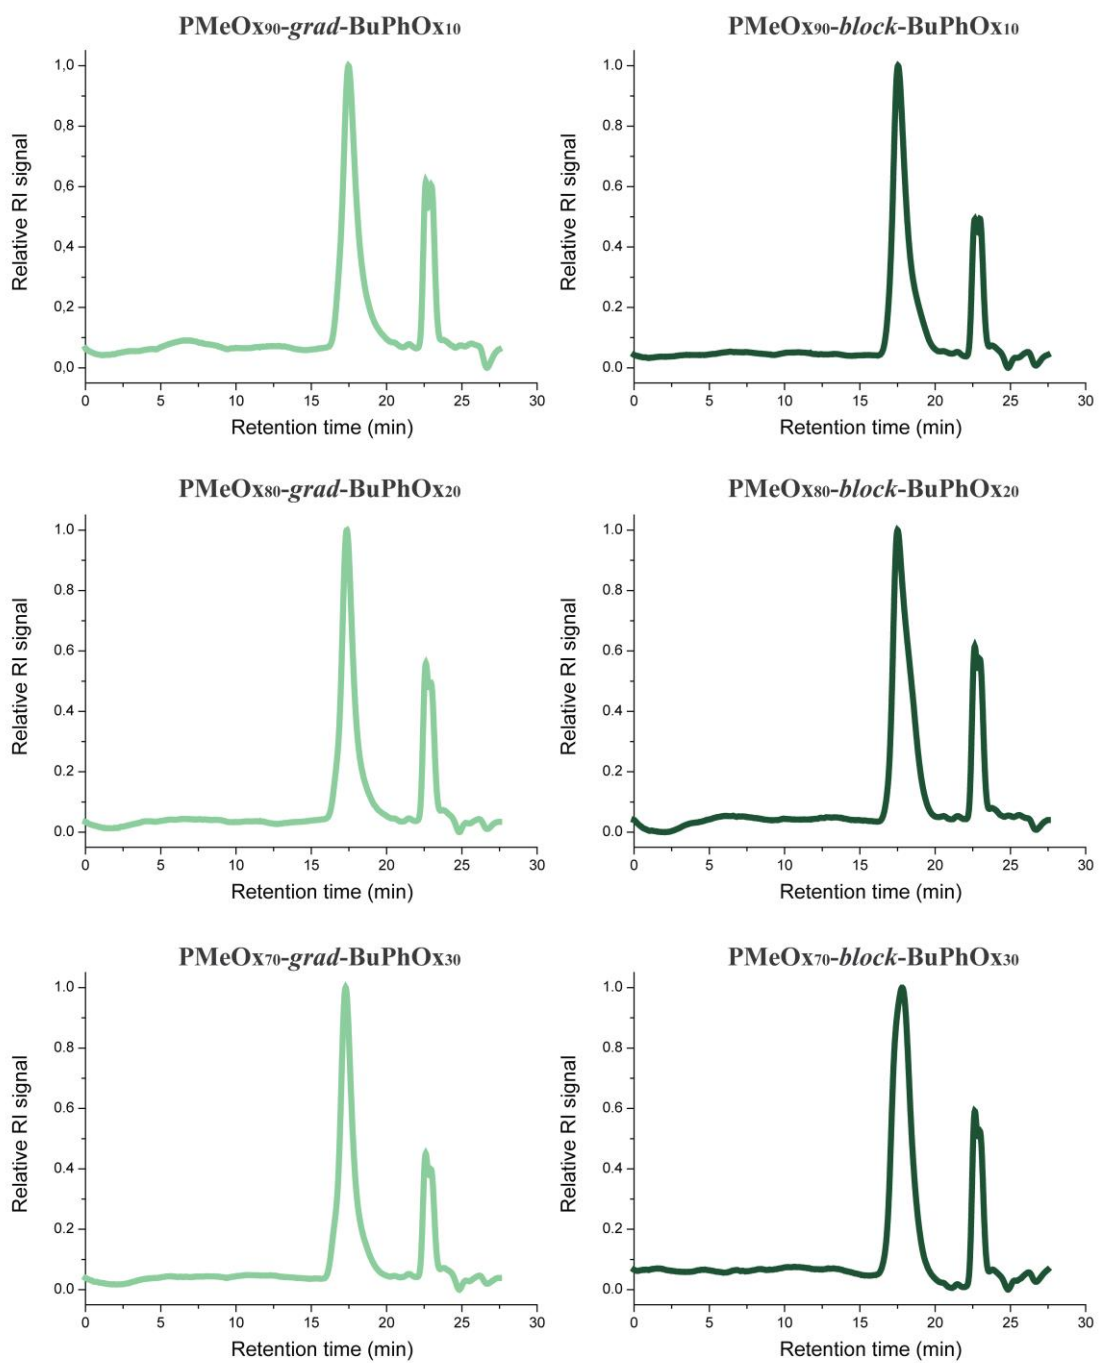 PMeOx90-grad-BuPhOx10
1,0
0.8
0.6
0.4
0.2
0.0
Relative RI signal
0 5 10 15 20 25 30
Retention time (min)
PMeOx90-block-BuPhOx10
1.0
0.8
0.6
0.4
0.2
0.0
Relative RI signal
0 5 10 15 20 25 30
Retention time (min)
PMeOx80-grad-BuPhOx20
1.0
0.8
0.6
0.4
0.2
0.0
Relative RI signal
0 5 10 15 20 25 30
Retention time (min)
PMeOx80-block-BuPhOx20
1.0
0.8
0.6
0.4
0.2
0.0
Relative RI signal
0 5 10 15 20 25 30
Retention time (min)
PMeOx70-grad-BuPhOx30
1.0
0.8
0.6
0.4
0.2
0.0
Relative RI signal
0 5 10 15 20 25 30
Retention time (min)
PMeOx70-block-BuPhOx30
1.0
0.8
0.6
0.4
0.2
0.0
Relative RI signal
0 5 10 15 20 25 30
Retention time (min)